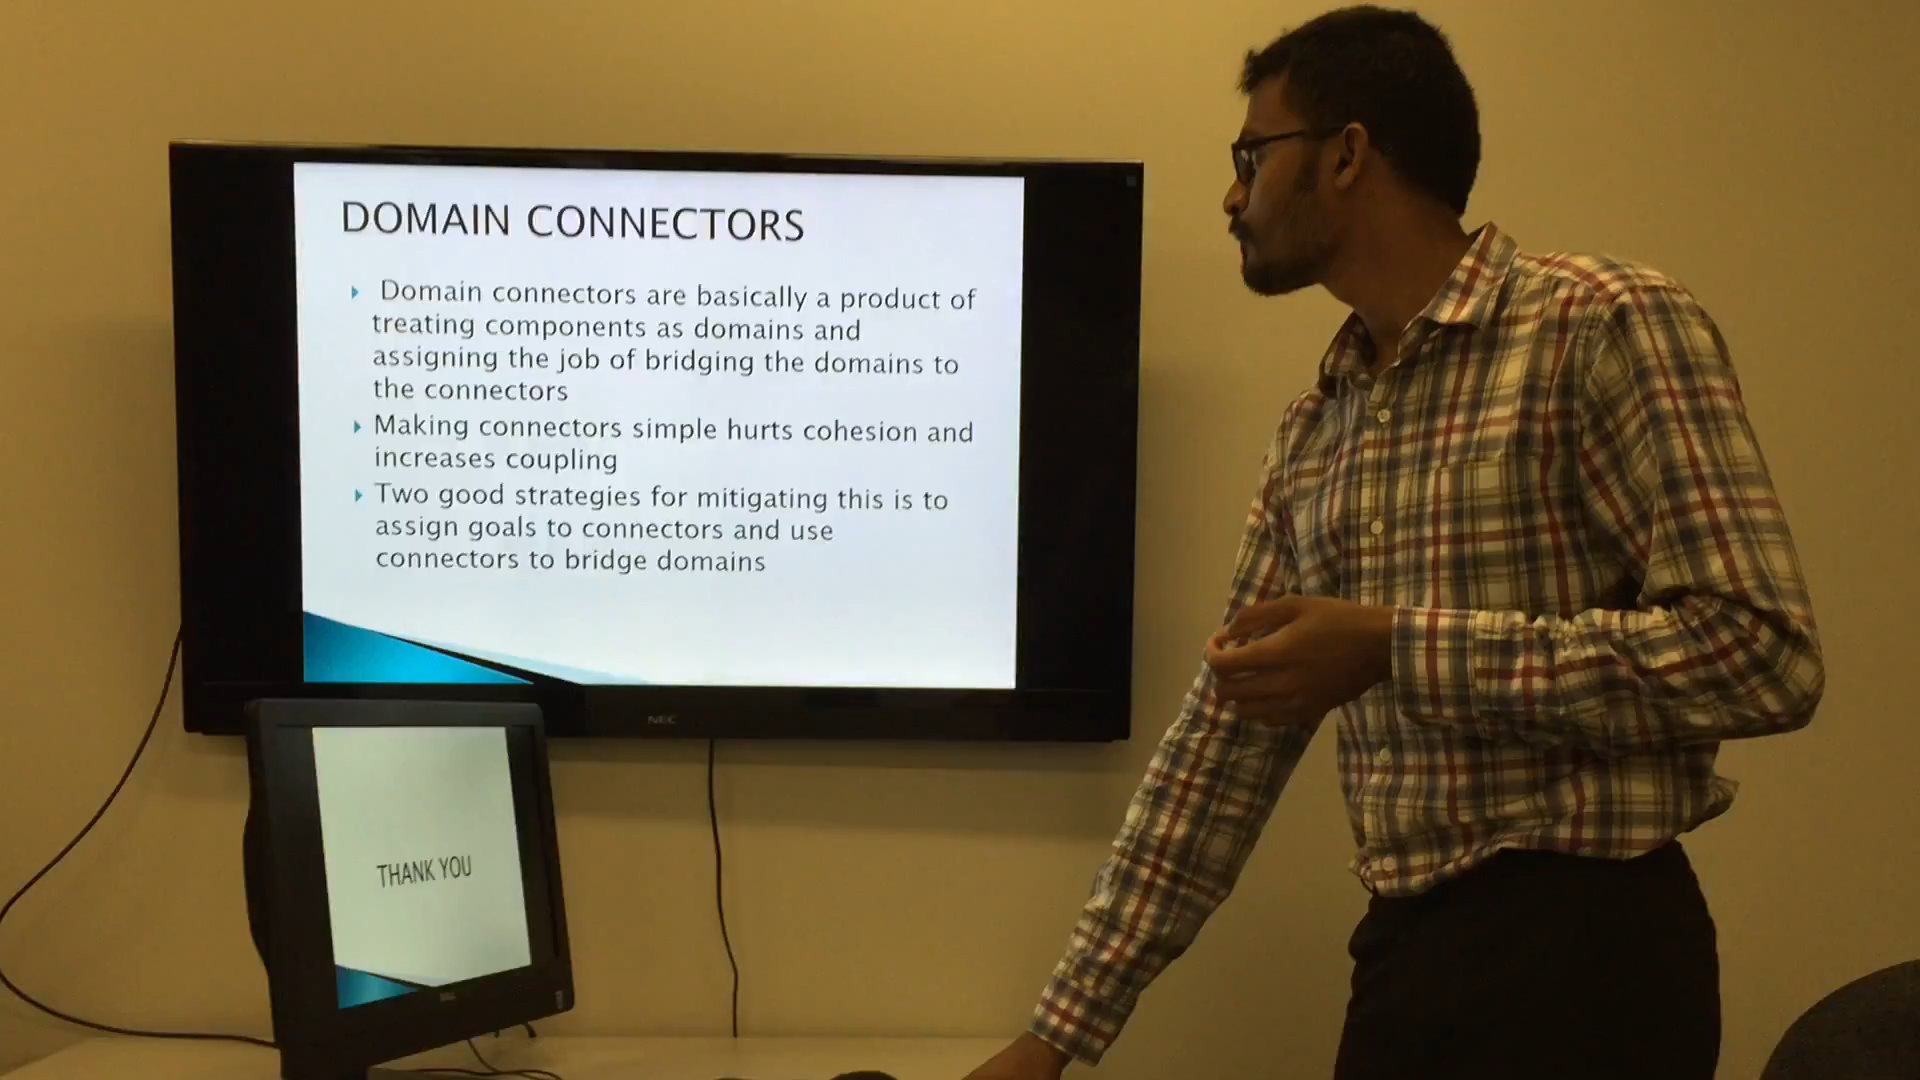 DOMAIN CONNECTORS
Domain connectors are basically a product of
treating components as domains and
assigning the job of bridging the domains to
the connectors
Making connectors simple hurts cohesion and
increases coupling
Two good strategies for mitigating this is to
assign goals to connectors and use
connectors to bridge domains
NEC
THANK YOU
DELL